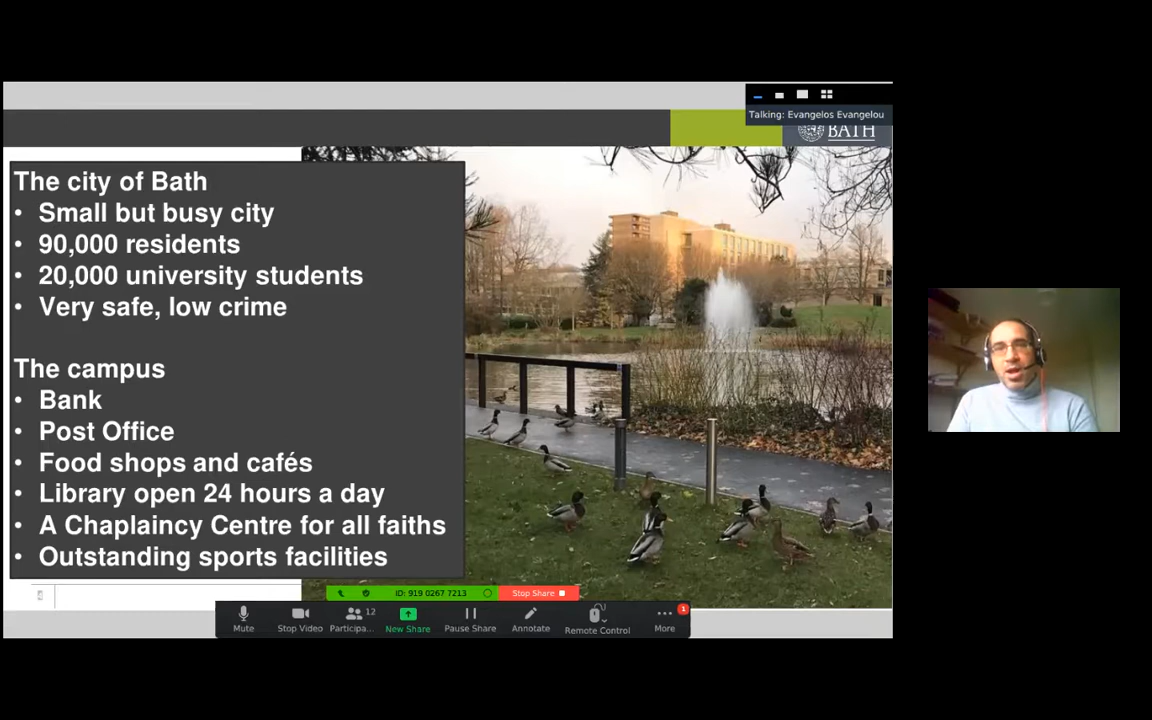 Talking: Evangelos Evangelou
BATH
The city of Bath
• Small but busy city
• 90,000 residents
• 20,000 university students
• Very safe, low crime
The campus
• Bank
• Post Office
• Food shops and cafés
• Library open 24 hours a day
• A Chaplaincy Centre for all faiths
• Outstanding sports facilities
ID: 919 0267 7213 Stop Share
12 1
Mute Stop Video Participa... New Share Pause Share Annotate Remote Control More